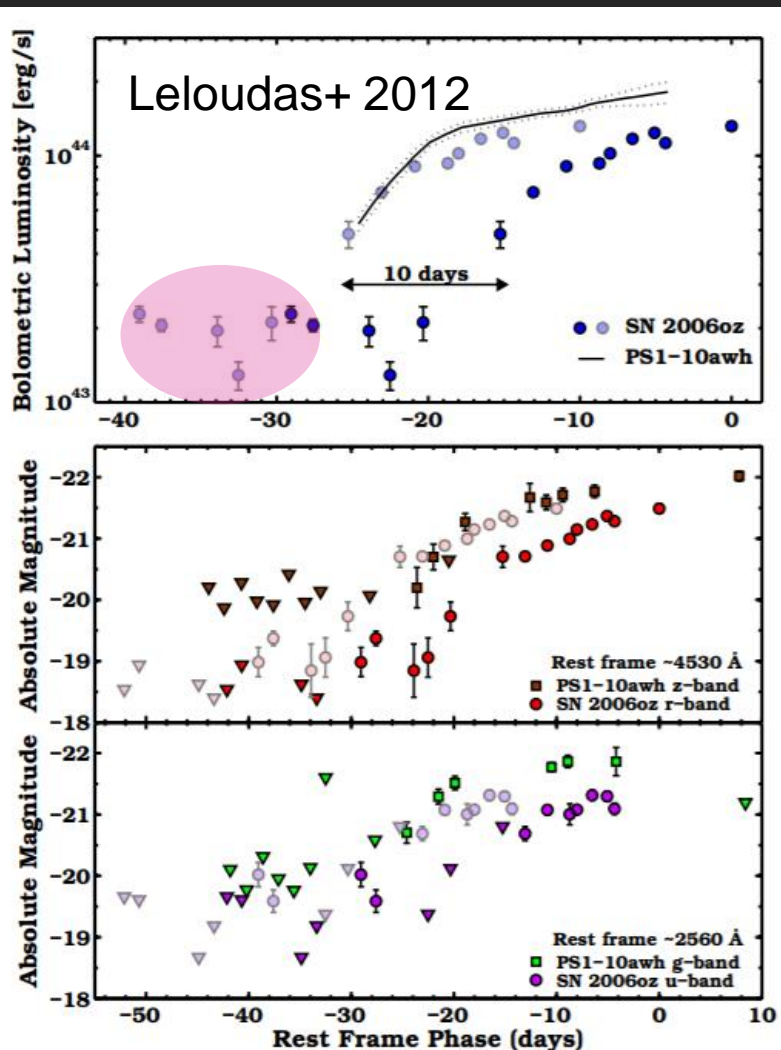 Leloudas+ 2012
Bolometric Luminosity [erg/s]
10^44
10^43
10 days
SN 2006oz
PS1-10awh
−40 −30 −20 −10 0
Absolute Magnitude
−22
−21
−20
−19
−18
Rest frame ~4530 Å
PS1-10awh z-band
SN 2006oz r-band
Absolute Magnitude
−22
−21
−20
−19
−18
Rest frame ~2560 Å
PS1-10awh g-band
SN 2006oz u-band
−50 −40 −30 −20 −10 0 10
Rest Frame Phase (days)